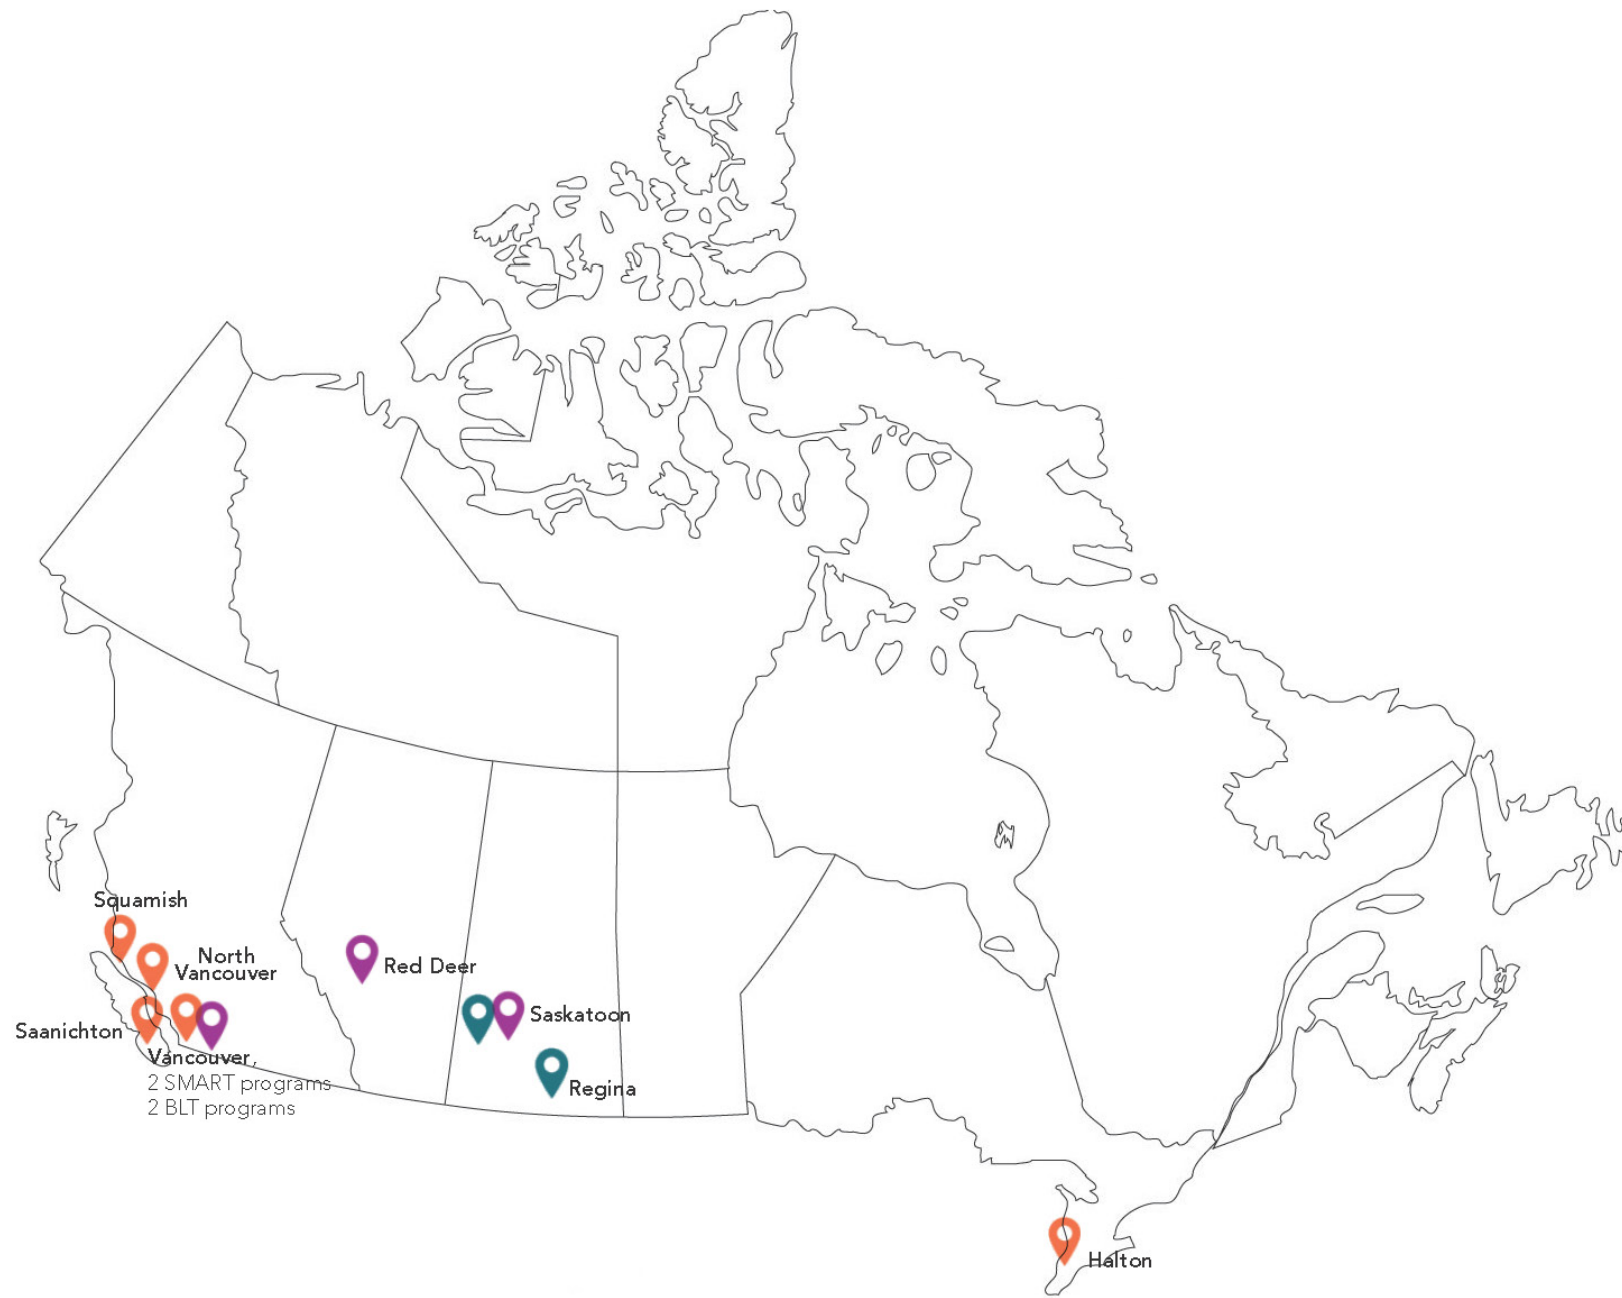 Squamish
North
Vancouver
Red Deer
Saskatoon
Saanichton
Vancouver,
2 SMART programs
2 BLT programs
Regina
Halton